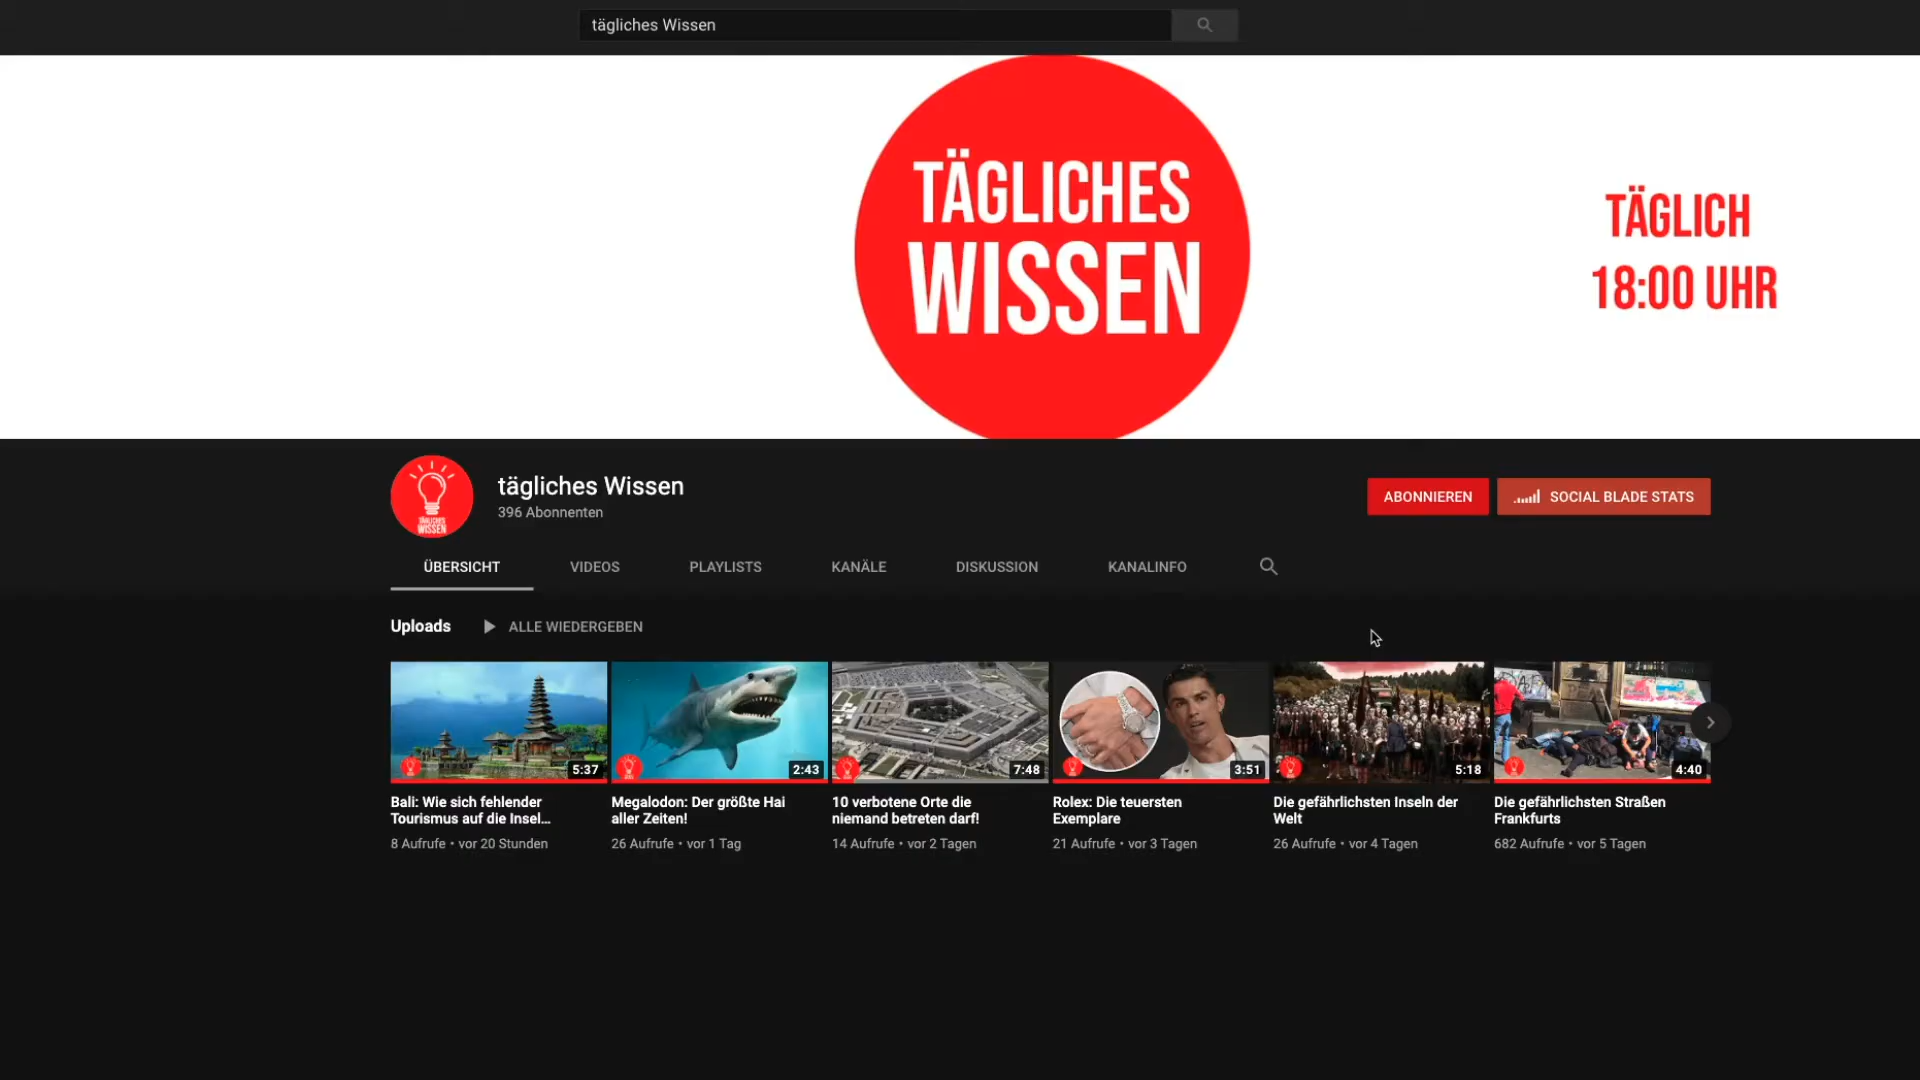 tägliches Wissen
TÄGLICHES
WISSEN
TÄGLICH
18:00 UHR
TÄGLICHES
WISSEN
tägliches Wissen
396 Abonnenten
ABONNIEREN
SOCIAL BLADE STATS
ÜBERSICHT
VIDEOS
PLAYLISTS
KANÄLE
DISKUSSION
KANALINFO
Uploads
ALLE WIEDERGEBEN
5:37
2:43
7:48
3:51
5:18
4:40
Bali: Wie sich fehlender
Tourismus auf die Insel...
8 Aufrufe • vor 20 Stunden
Megalodon: Der größte Hai
aller Zeiten!
26 Aufrufe • vor 1 Tag
10 verbotene Orte die
niemand betreten darf!
14 Aufrufe • vor 2 Tagen
Rolex: Die teuersten
Exemplare
21 Aufrufe • vor 3 Tagen
Die gefährlichsten Inseln der
Welt
26 Aufrufe • vor 4 Tagen
Die gefährlichsten Straßen
Frankfurts
682 Aufrufe • vor 5 Tagen